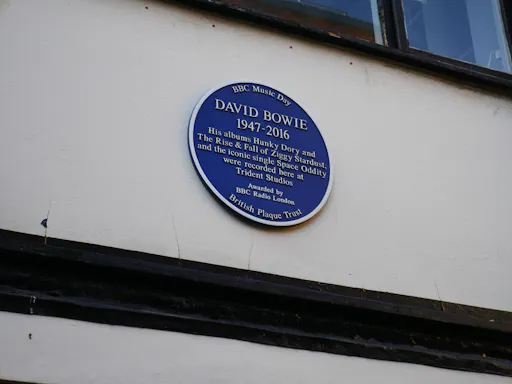 BBC Music Day
DAVID BOWIE
1947-2016
His albums Hunky Dory and
The Rise & Fall of Ziggy Stardust;
and the iconic single Space Oddity
were recorded here at
Trident Studios
Awarded by
BBC Radio London
British Plaque Trust